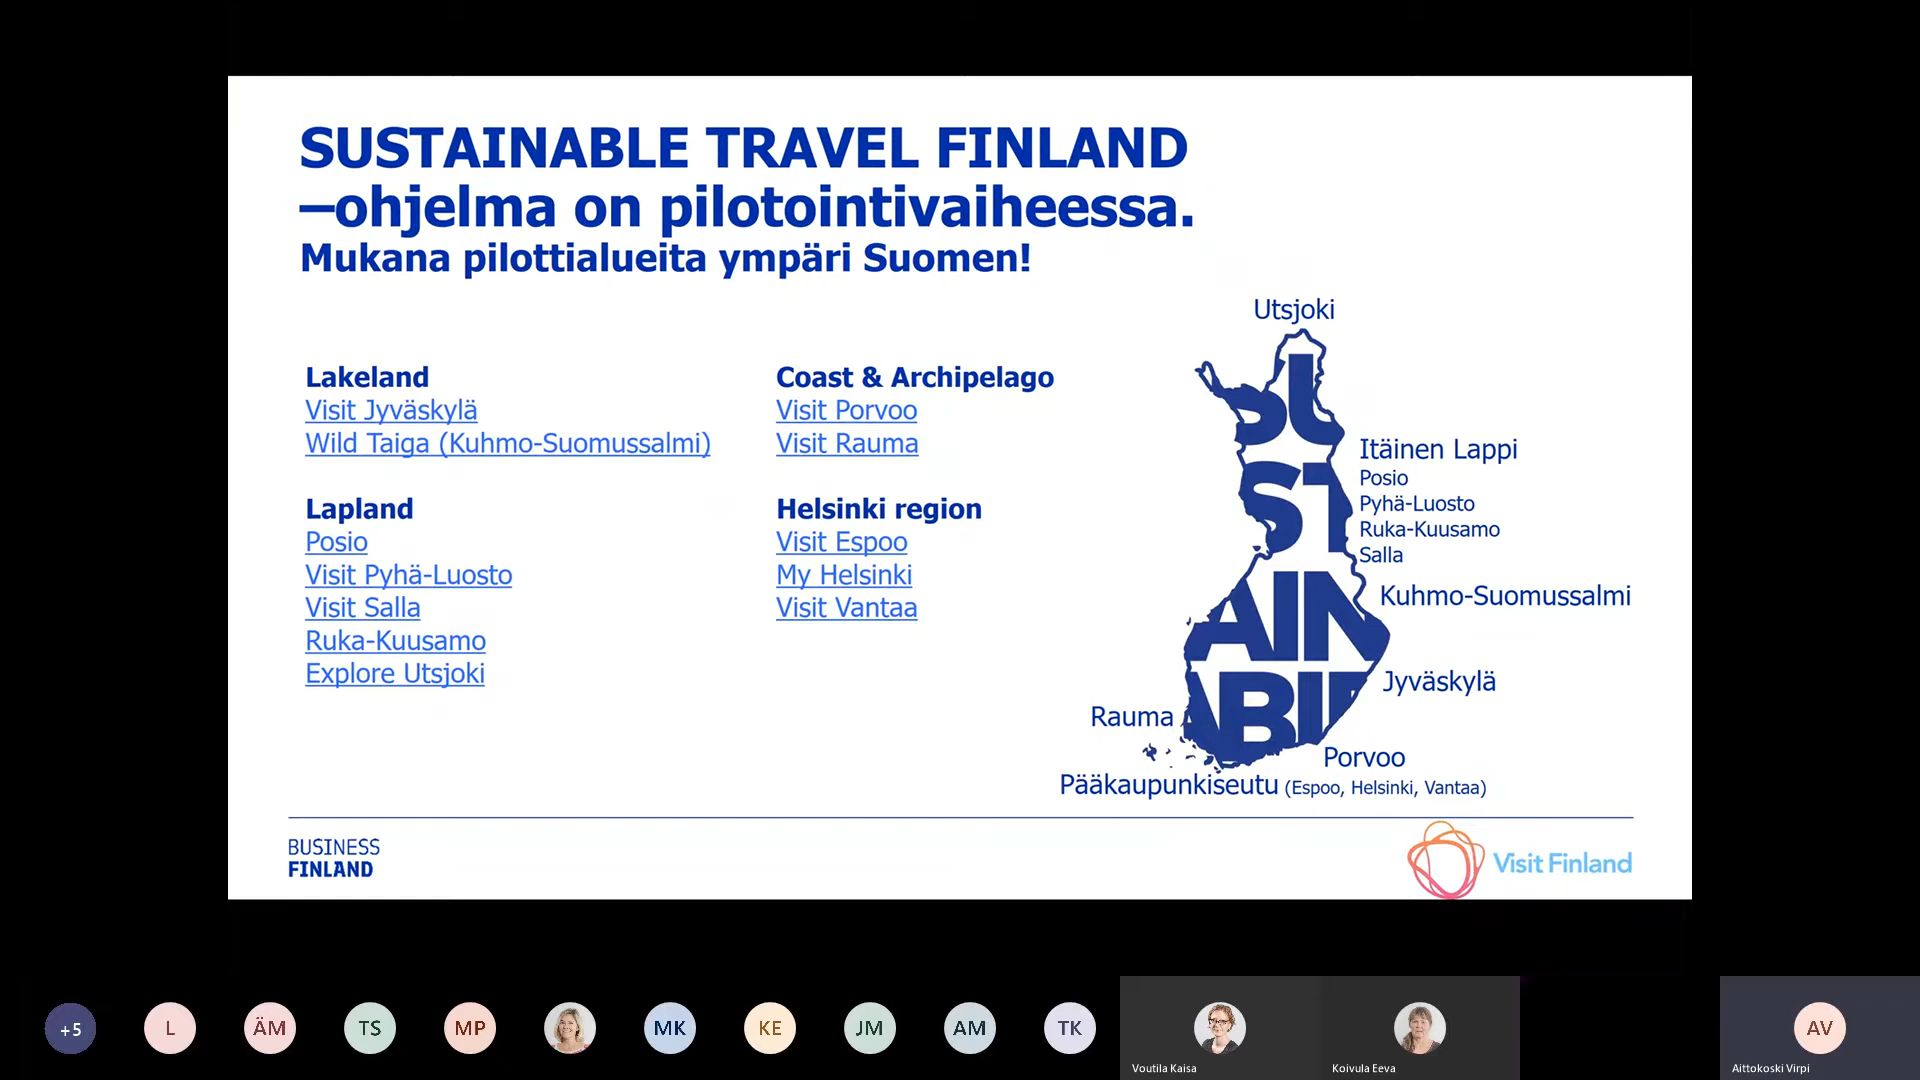 SUSTAINABLE TRAVEL FINLAND
–ohjelma on pilotointivaiheessa.
Mukana pilottialueita ympäri Suomen!
Lakeland
Visit Jyväskylä
Wild Taiga (Kuhmo-Suomussalmi)
Lapland
Posio
Visit Pyhä-Luosto
Visit Salla
Ruka-Kuusamo
Explore Utsjoki
Coast & Archipelago
Visit Porvoo
Visit Rauma
Helsinki region
Visit Espoo
My Helsinki
Visit Vantaa
Utsjoki
SU
ST
AIN
ABIL
Itäinen Lappi
Posio
Pyhä-Luosto
Ruka-Kuusamo
Salla
Kuhmo-Suomussalmi
Jyväskylä
Rauma
Porvoo
Pääkaupunkiseutu (Espoo, Helsinki, Vantaa)
BUSINESS
FINLAND
Visit Finland
+5
L
ÄM
TS
MP
MK
KE
JM
AM
TK
AV
Voutila Kaisa
Koivula Eeva
Aittokoski Virpi